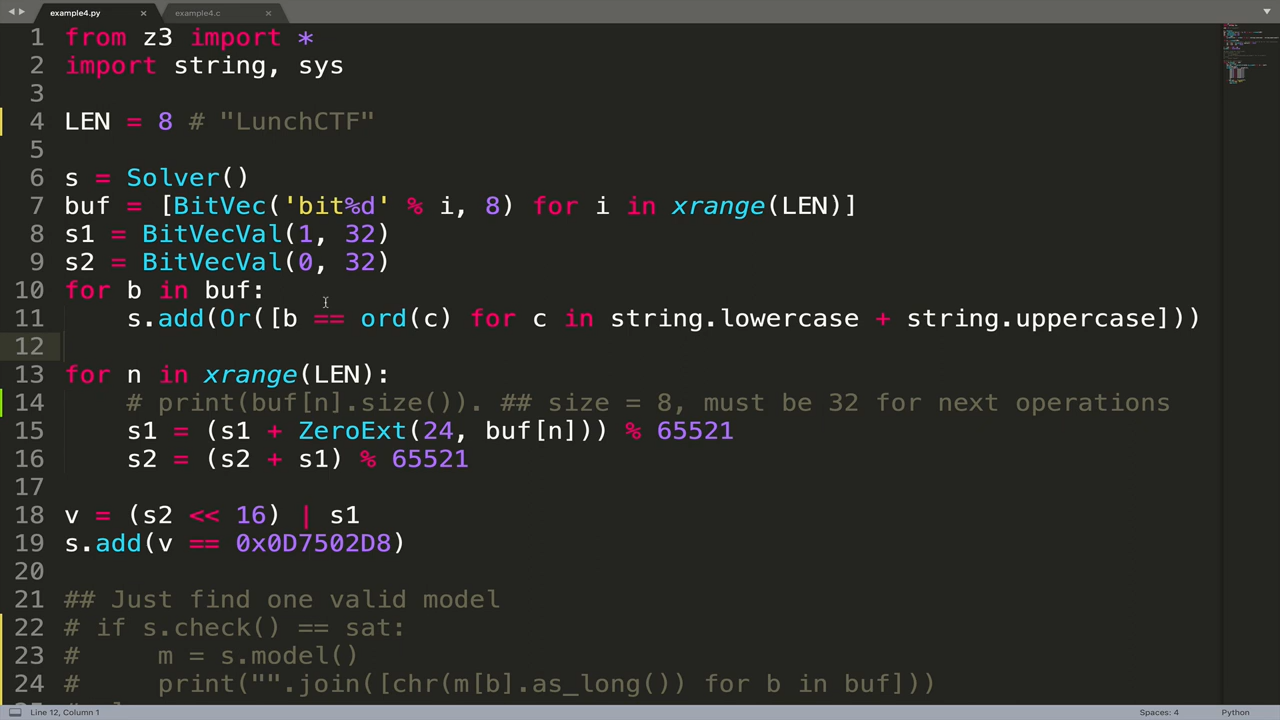 example4.py
example4.c
1 from z3 import *
2 import string, sys
3
4 LEN = 8 # "LunchCTF"
5
6 s = Solver()
7 buf = [BitVec('bit%d' % i, 8) for i in xrange(LEN)]
8 s1 = BitVecVal(1, 32)
9 s2 = BitVecVal(0, 32)
10 for b in buf:
11     s.add(Or([b == ord(c) for c in string.lowercase + string.uppercase]))
12
13 for n in xrange(LEN):
14     # print(buf[n].size()). ## size = 8, must be 32 for next operations
15     s1 = (s1 + ZeroExt(24, buf[n])) % 65521
16     s2 = (s2 + s1) % 65521
17
18 v = (s2 << 16) | s1
19 s.add(v == 0x0D7502D8)
20
21 ## Just find one valid model
22 # if s.check() == sat:
23 #     m = s.model()
24 #     print("".join([chr(m[b].as_long()) for b in buf]))
Line 12, Column 1
Spaces: 4
Python